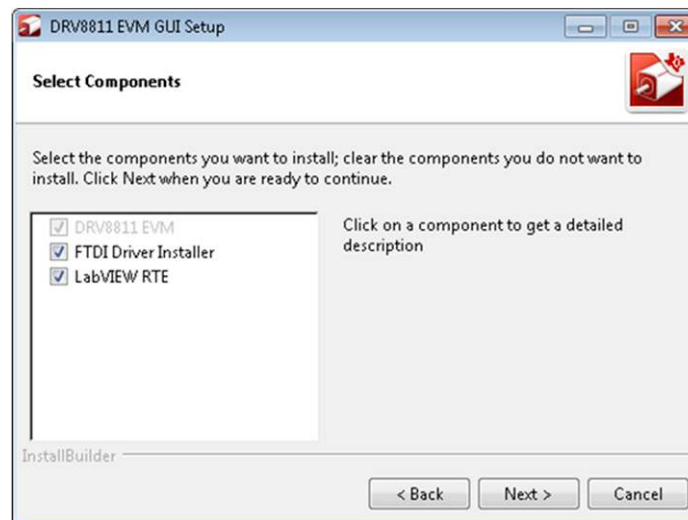 DRV8811 EVM GUI Setup
Select Components
Select the components you want to install; clear the components you do not want to
install. Click Next when you are ready to continue.
DRV8811 EVM
FTDI Driver Installer
LabVIEW RTE
Click on a component to get a detailed
description
InstallBuilder
< Back
Next >
Cancel